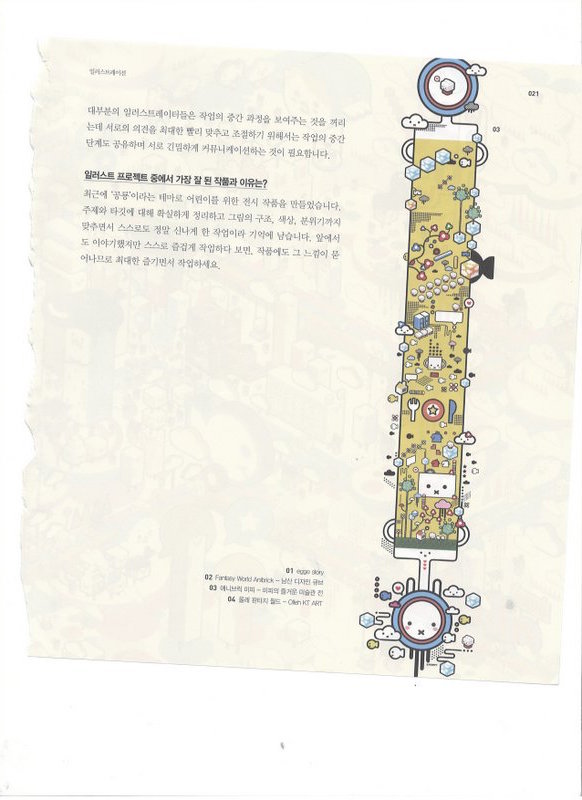 일러스트레이션
021
대부분의 일러스트레이터들은 작업의 중간 과정을 보여주는 것을 꺼리
는데 서로의 의견을 최대한 빨리 맞추고 조절하기 위해서는 작업의 중간
단계도 공유하며 서로 긴밀하게 커뮤니케이션하는 것이 필요합니다.
03
일러스트 프로젝트 중에서 가장 잘 된 작품과 이유는?
최근에 '공룡'이라는 테마로 어린이를 위한 전시 작품을 만들었습니다.
주제와 타깃에 대해 확실하게 정리하고 그림의 구조, 색상, 분위기까지
맞추면서 스스로도 정말 신나게 한 작업이라 기억에 남습니다. 앞에서
도 이야기했지만 스스로 즐겁게 작업하다 보면, 작품에도 그 느낌이 묻
어나므로 최대한 즐기면서 작업하세요.
01 eggo story
02 Fantasy World Anibrick – 남산 디자인 큐브
03 애니브릭 미피 – 미피의 즐거운 미술관 전
04 올레 판타지 월드 – Olleh KT ART